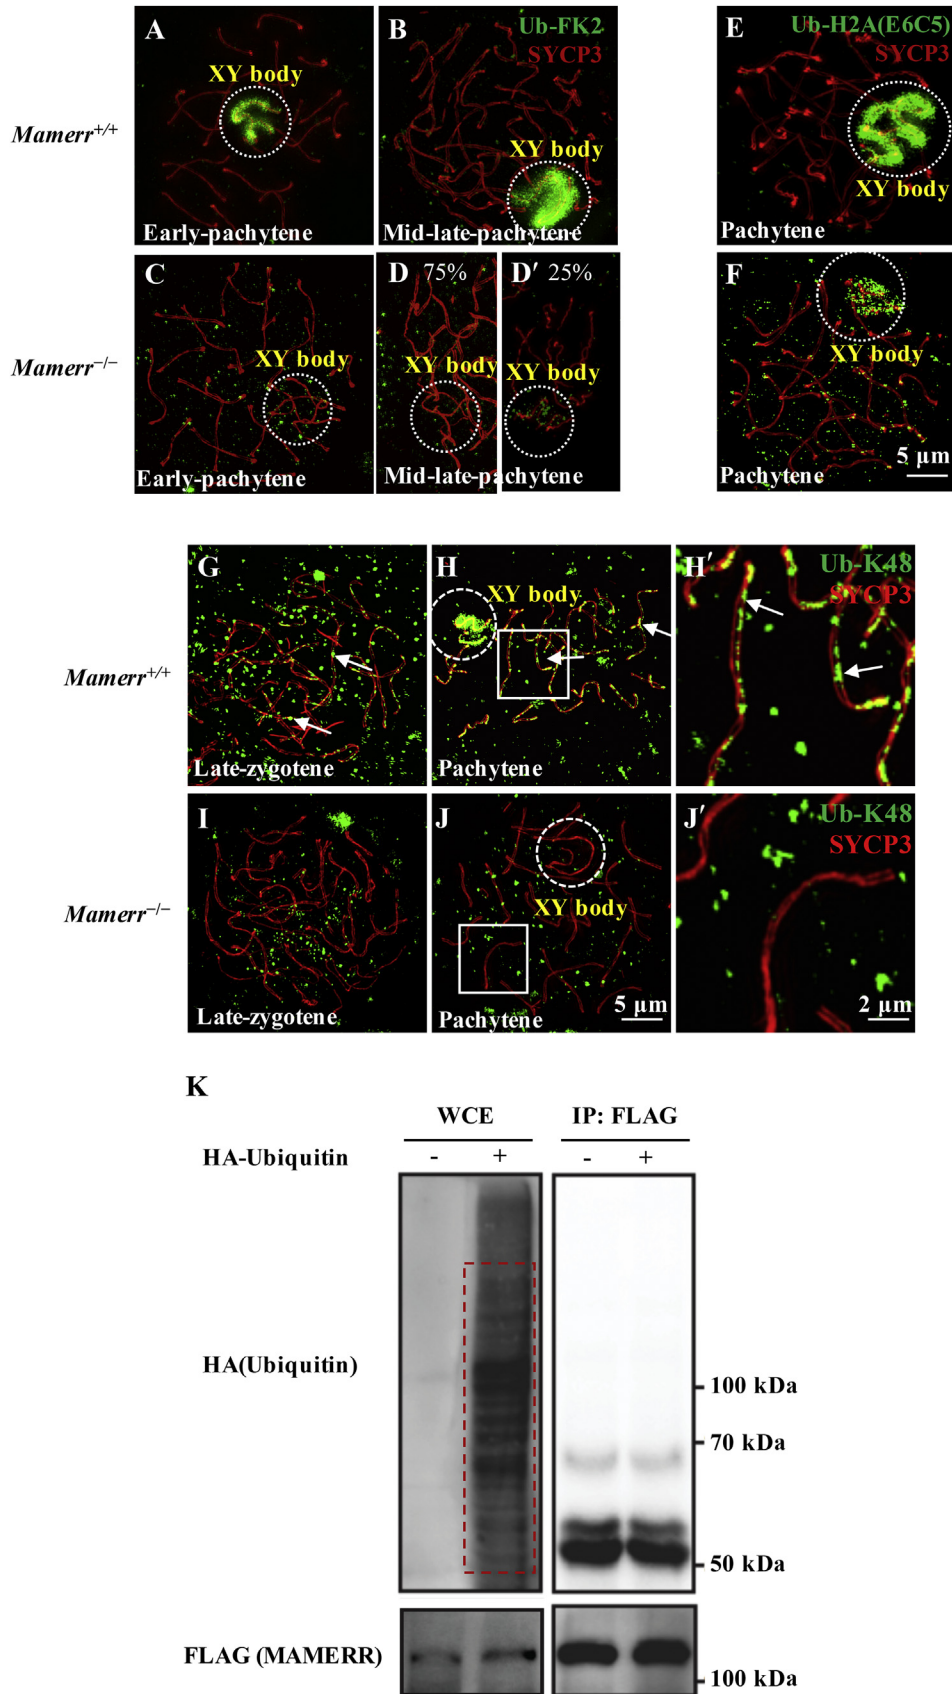 A
XY body
Early-pachytene
B
Ub-FK2
SYCP3
XY body
Mid-late-pachytene
E
Ub-H2A(E6C5)
SYCP3
XY body
Pachytene
Mamerr+/+
C
XY body
Early-pachytene
D 75%
XY body
D′ 25%
XY body
Mid-late-pachytene
F
XY body
5 µm
Pachytene
Mamerr−/−
G
Late-zygotene
H
XY body
Pachytene
H′
Ub-K48
SYCP3
Mamerr+/+
I
Late-zygotene
J
XY body
5 µm
Pachytene
J′
Ub-K48
SYCP3
2 µm
Mamerr−/−
K
WCE IP: FLAG
HA-Ubiquitin - + - +
HA(Ubiquitin)
100 kDa
70 kDa
50 kDa
FLAG (MAMERR)
100 kDa